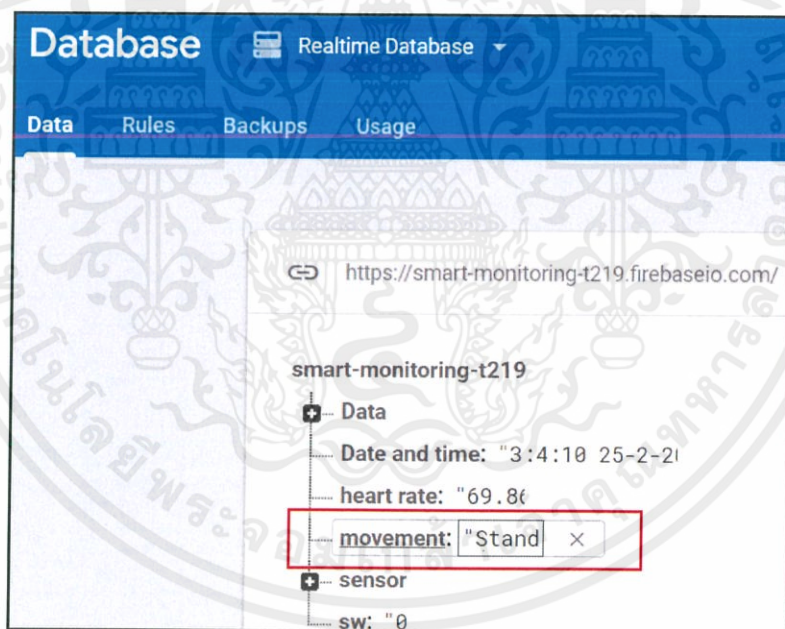 Database Realtime Database
Data Rules Backups Usage
https://smart-monitoring-t219.firebaseio.com/
smart-monitoring-t219
Data
Date and time: "3:4:10 25-2-2
heart rate: "69.8
movement: "Stand ×
sensor
sw: "0